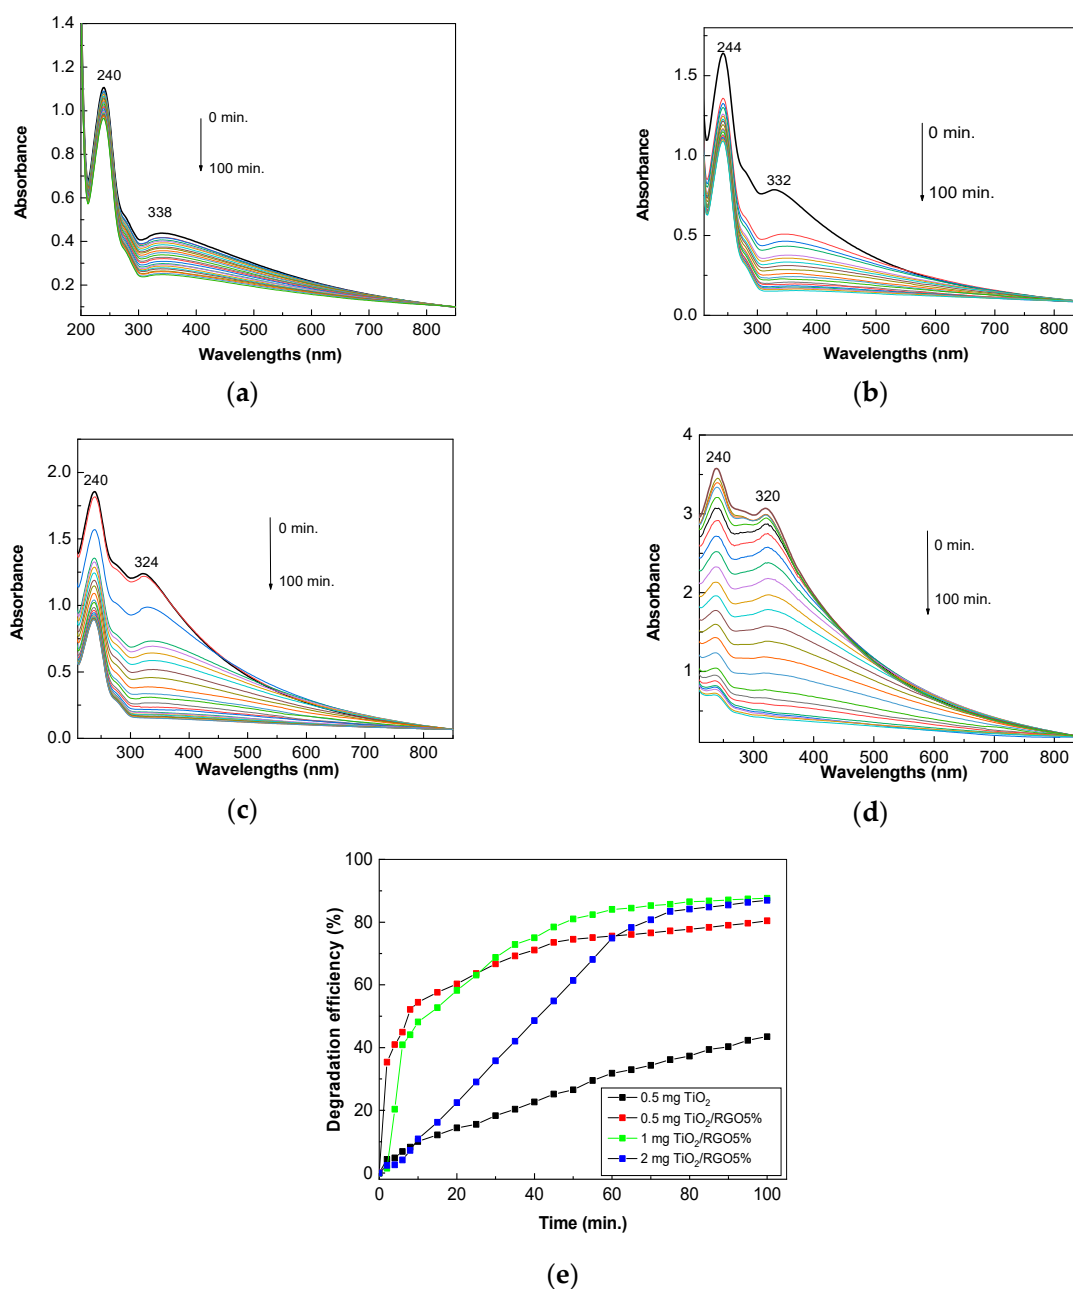 1.4
1.2
1.0
0.8
0.6
0.4
0.2
Absorbance
240
338
0 min.
100 min.
200 300 400 500 600 700 800
Wavelengths (nm)
(a)
1.5
1.0
0.5
0.0
Absorbance
244
332
0 min.
100 min.
300 400 500 600 700 800
Wavelengths (nm)
(b)
2.0
1.5
1.0
0.5
0.0
Absorbance
240
324
0 min.
100 min.
300 400 500 600 700 800
Wavelengths (nm)
(c)
4
3
2
1
Absorbance
240
320
0 min.
100 min.
300 400 500 600 700 800
Wavelengths (nm)
(d)
100
80
60
40
20
0
Degradation efficiency (%)
0.5 mg TiO₂
0.5 mg TiO₂/RGO5%
1 mg TiO₂/RGO5%
2 mg TiO₂/RGO5%
0 20 40 60 80 100
Time (min.)
(e)